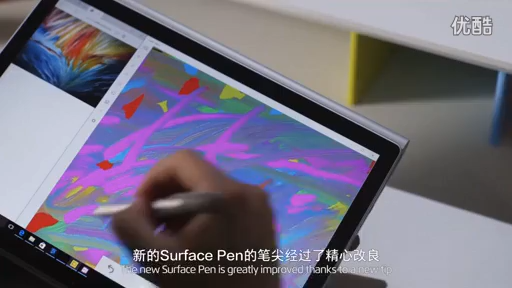 优酷
新的Surface Pen的笔尖经过了精心改良
The new Surface Pen is greatly improved thanks to a new tip